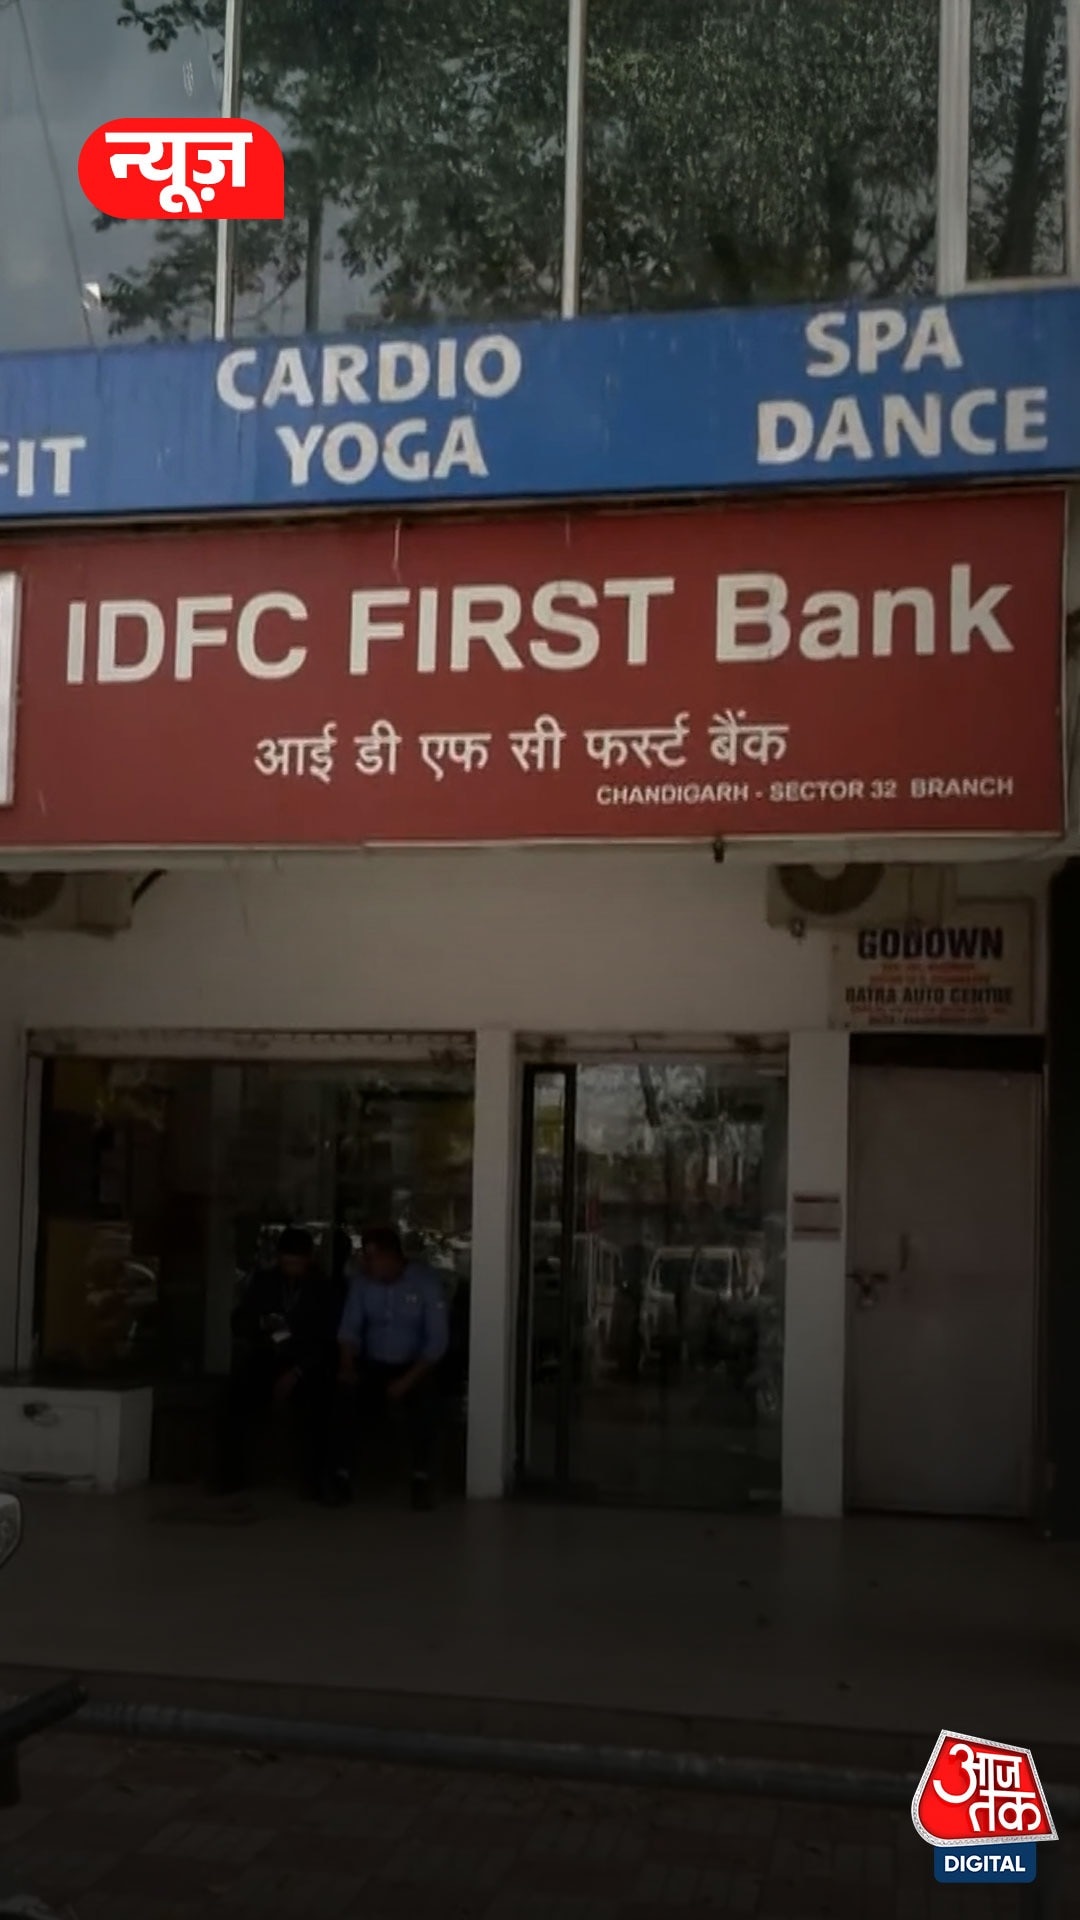 न्यूज़
CARDIO
YOGA
SPA
DANCE
FIT
IDFC FIRST Bank
आई डी एफ सी फर्स्ट बैंक
CHANDIGARH - SECTOR 32 BRANCH
GODOWN
BATRA AUTO CENTRE
आज
तक
DIGITAL